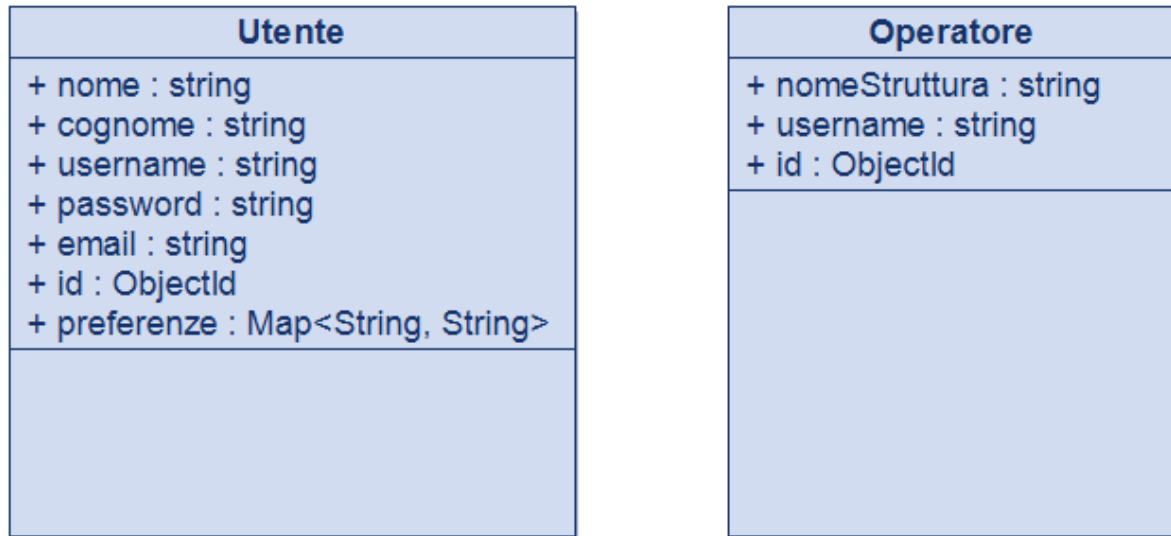 Utente
+ nome : string
+ cognome : string
+ username : string
+ password : string
+ email : string
+ id : ObjectId
+ preferenze : Map<String, String>
Operatore
+ nomeStruttura : string
+ username : string
+ id : ObjectId